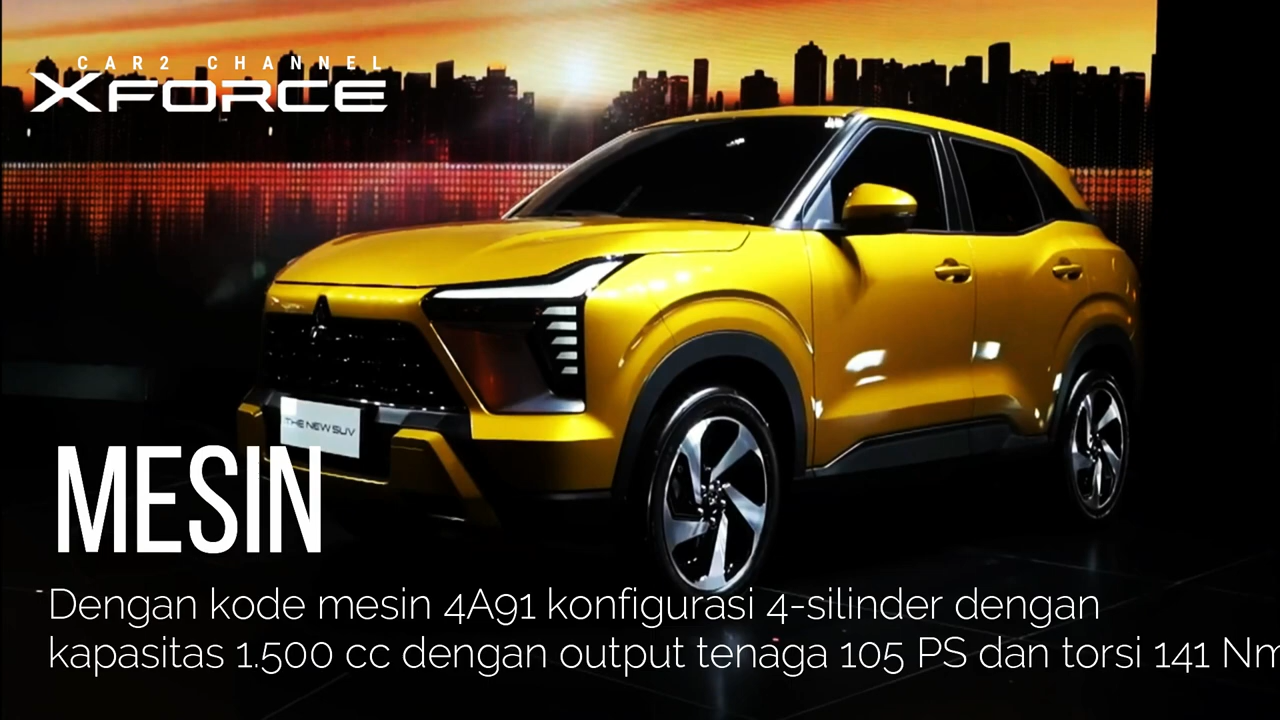 CAR2 CHANNEL
XFORCE
THE NEW SUV
MESIN
Dengan kode mesin 4A91 konfigurasi 4-silinder dengan
kapasitas 1.500 cc dengan output tenaga 105 PS dan torsi 141 Nm